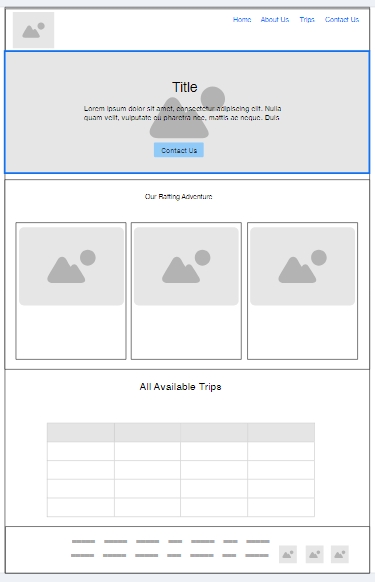 Home About Us Trips Contact Us
Title
Lorem ipsum dolor sit amet, consectetur adipiscing elit. Nulla
quam velit, vulputate eu pharetra nec, mattis ac neque. Duis
Contact Us
Our Rafting Adventure
All Available Trips